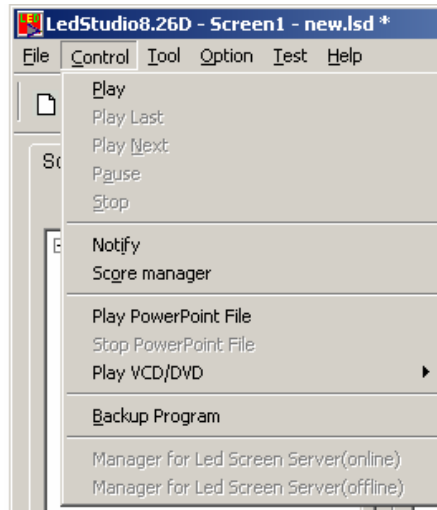 LedStudio8.26D - Screen1 - new.lsd *
File Control Tool Option Test Help
Play
Play Last
Play Next
Pause
Stop
Notify
Score manager
Play PowerPoint File
Stop PowerPoint File
Play VCD/DVD
Backup Program
Manager for Led Screen Server(online)
Manager for Led Screen Server(offline)